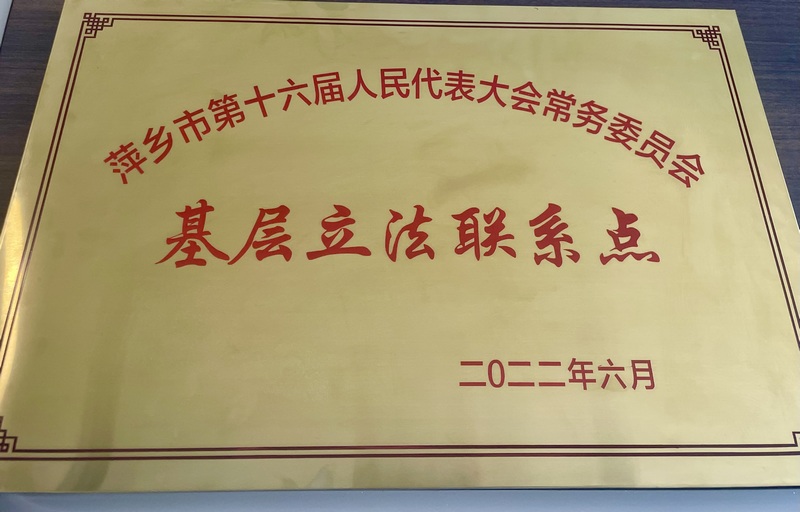 萍乡市第十六届人民代表大会常务委员会
基层立法联系点
二〇二二年六月